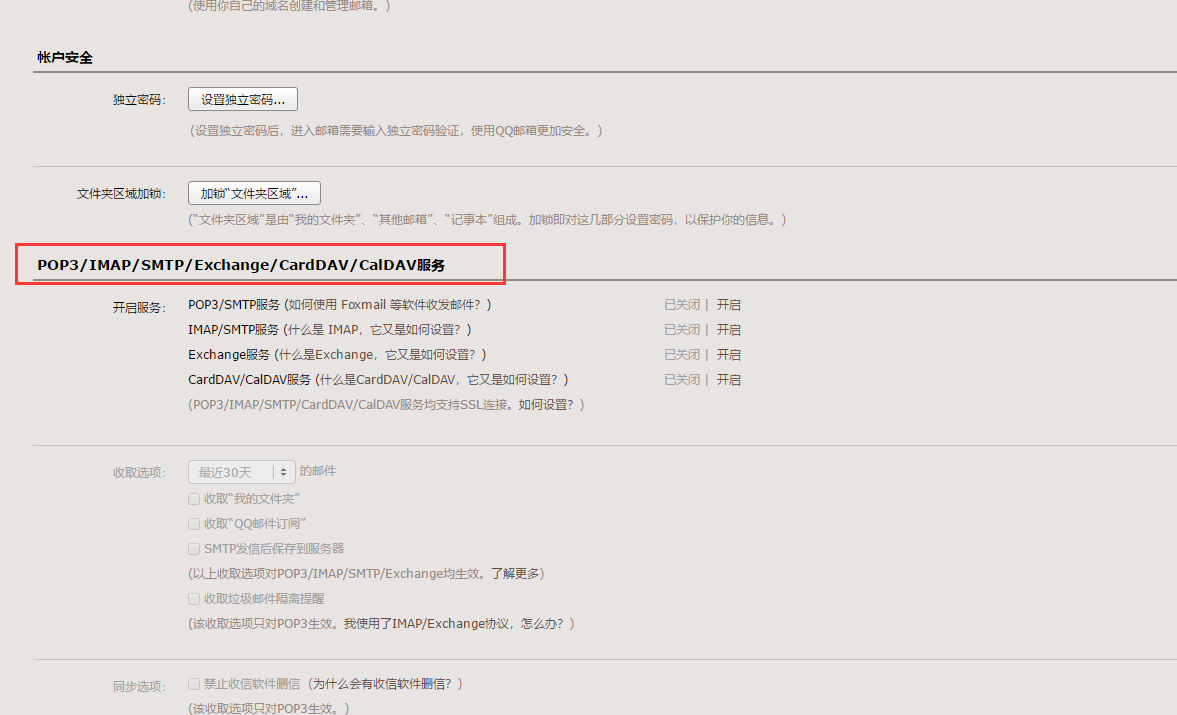 (使用你自己的域名创建和管理邮箱。)
帐户安全
独立密码: 设置独立密码...
(设置独立密码后，进入邮箱需要输入独立密码验证，使用QQ邮箱更加安全。)
文件夹区域加锁: 加锁“文件夹区域”...
(“文件夹区域”是由“我的文件夹”、“其他邮箱”、“记事本”组成。加锁即对这几部分设置密码，以保护你的信息。)
POP3/IMAP/SMTP/Exchange/CardDAV/CalDAV服务
开启服务: POP3/SMTP服务 (如何使用 Foxmail 等软件收发邮件？) 已关闭 | 开启
IMAP/SMTP服务 (什么是 IMAP，它又是如何设置？) 已关闭 | 开启
Exchange服务 (什么是Exchange，它又是如何设置？) 已关闭 | 开启
CardDAV/CalDAV服务 (什么是CardDAV/CalDAV，它又是如何设置？) 已关闭 | 开启
(POP3/IMAP/SMTP/CardDAV/CalDAV服务均支持SSL连接。如何设置？)
收取选项: 最近30天 的邮件
收取“我的文件夹”
收取“QQ邮件订阅”
SMTP发信后保存到服务器
(以上收取选项对POP3/IMAP/SMTP/Exchange均生效。了解更多)
收取垃圾邮件隔离提醒
(该收取选项只对POP3生效。我使用了IMAP/Exchange协议，怎么办？)
同步选项: 禁止收信软件删信 (为什么会有收信软件删信？)
(该收取选项只对POP3生效。)